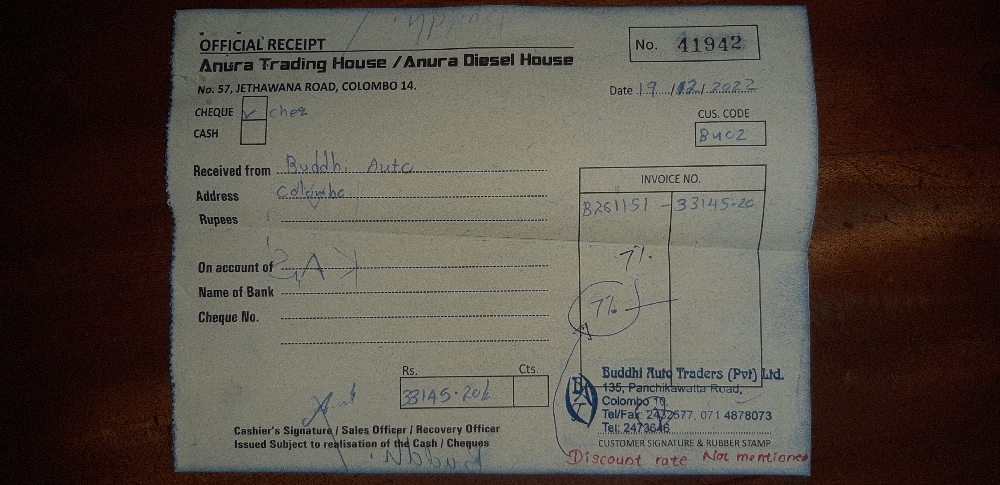 OFFICIAL RECEIPT
No. 41942
Anura Trading House / Anura Diesel House
No: 57, JETHAWANA ROAD, COLOMBO 14.
Date 19/12/2022
CHEQUE ✓ cheq
CASH
CUS. CODE
BU02
Received from Buddhi Auto
Address Colombo
Rupees
INVOICE NO.
B261151 - 33145-20
7%
On account of
Name of Bank
7%
Cheque No.
Rs. Cts.
33145.20/-
Buddhi Auto Traders (Pvt) Ltd.
135, Panchikawatta Road,
Colombo 10.
Tel/Fax: 2432577, 071 4878073
Tel: 2473646
Cashier's Signature / Sales Officer / Recovery Officer
Issued Subject to realisation of the Cash / Cheques
CUSTOMER SIGNATURE & RUBBER STAMP
Discount rate Not mentioned